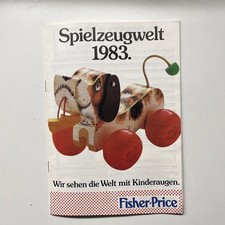 Spielzeugwelt
1983.
Wir sehen die Welt mit Kinderaugen.
Fisher-Price